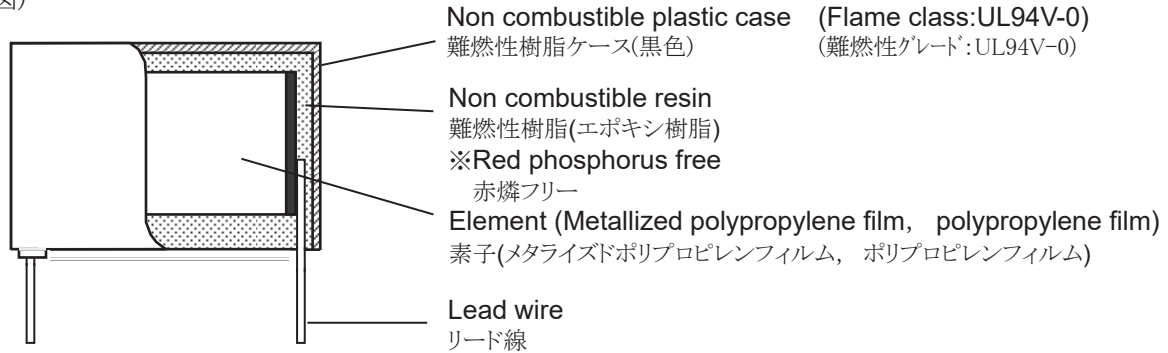 図)
Non combustible plastic case (Flame class:UL94V-0)
難燃性樹脂ケース(黒色) (難燃性グレード:UL94V-0)
Non combustible resin
難燃性樹脂(エポキシ樹脂)
※Red phosphorus free
赤燐フリー
Element (Metallized polypropylene film, polypropylene film)
素子(メタライズドポリプロピレンフィルム, ポリプロピレンフィルム)
Lead wire
リード線